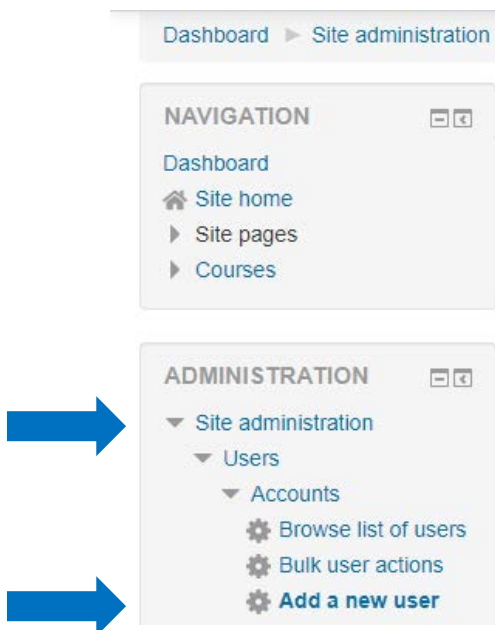 Dashboard ▶ Site administration
NAVIGATION
Dashboard
Site home
Site pages
Courses
ADMINISTRATION
Site administration
Users
Accounts
Browse list of users
Bulk user actions
Add a new user